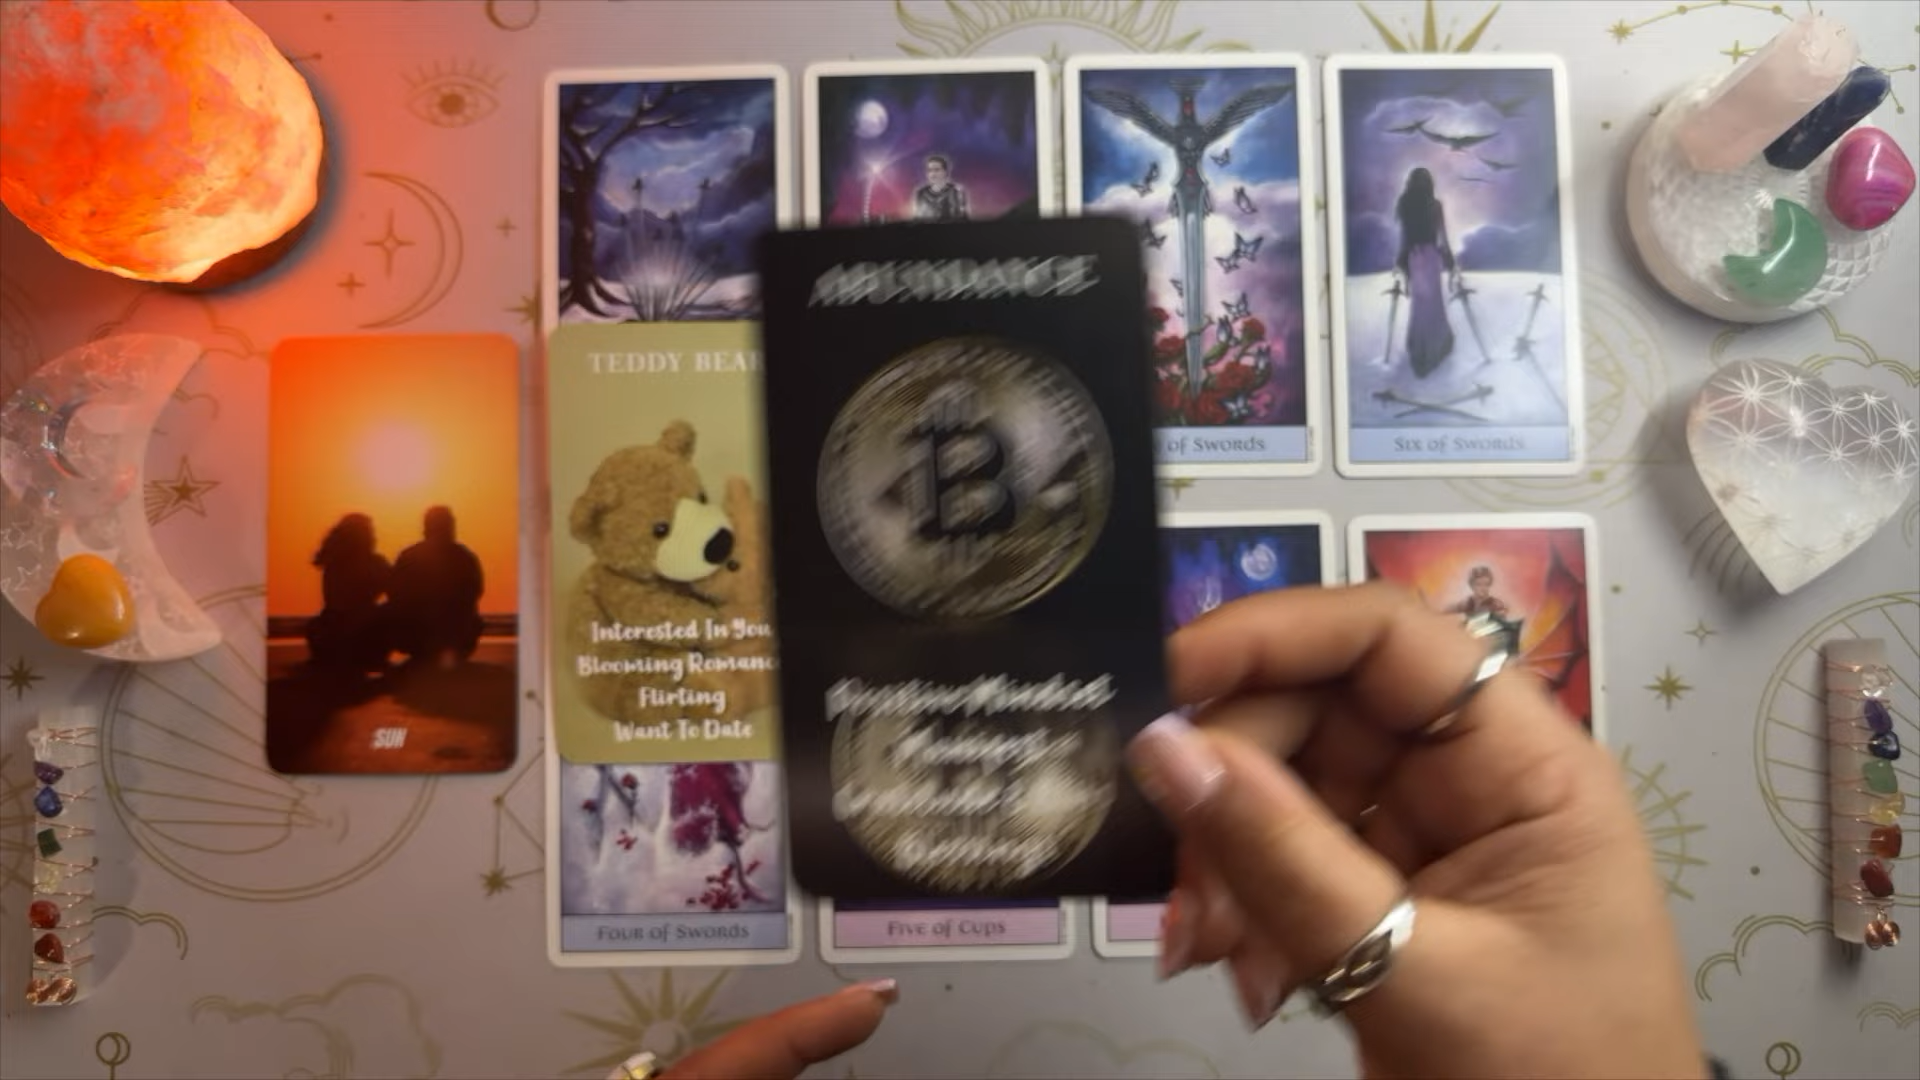 ABUNDANCE
TEDDY BEAR
of Swords
Six of Swords
B
Interested In You
Blooming Romance
Flirting
Want To Date
SUN
Four of Swords
Five of Cups